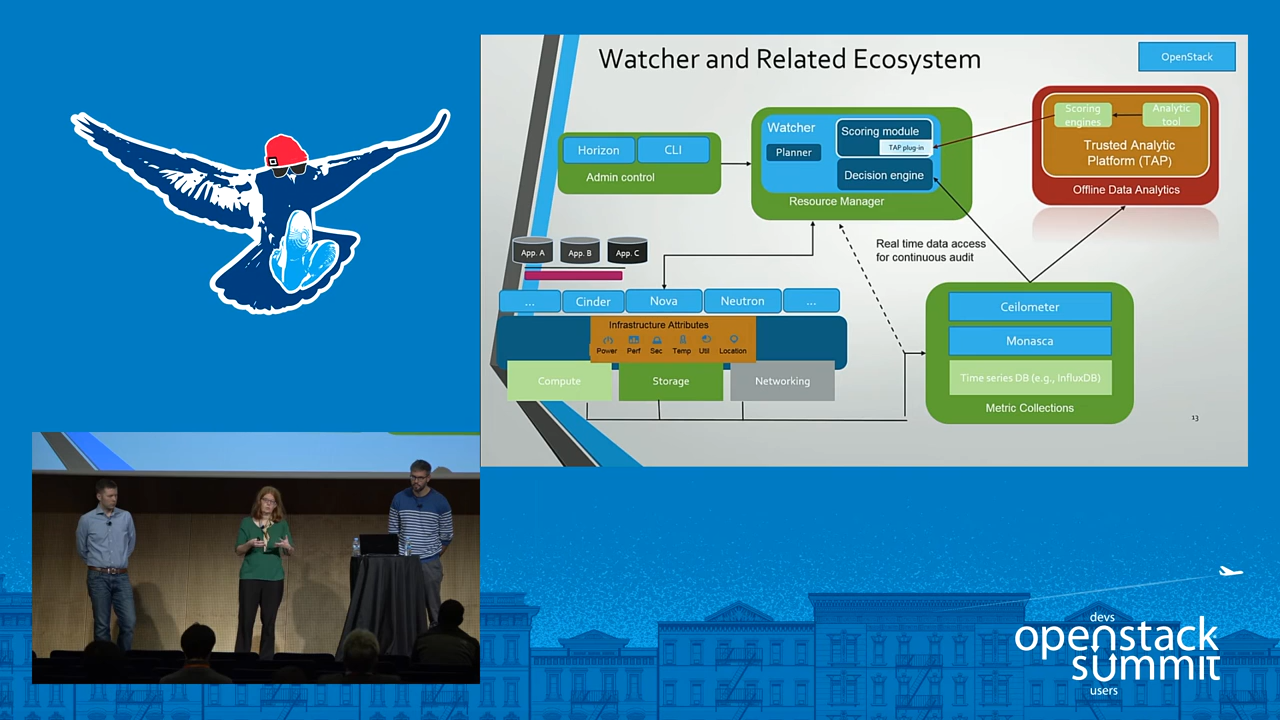 Watcher and Related Ecosystem
OpenStack
Horizon
CLI
Admin control
Watcher
Planner
Scoring module
TAP plug-in
Decision engine
Resource Manager
Scoring
engines
Analytic
tool
Trusted Analytic
Platform (TAP)
Offline Data Analytics
Real time data access
for continuous audit
App. A
App. B
App. C
...
Cinder
Nova
Neutron
...
Infrastructure Attributes
Power
Perf
Sec
Temp
Util
Location
Compute
Storage
Networking
Ceilometer
Monasca
Time series DB (e.g., InfluxDB)
Metric Collections
13
devs
openstack
summit
users